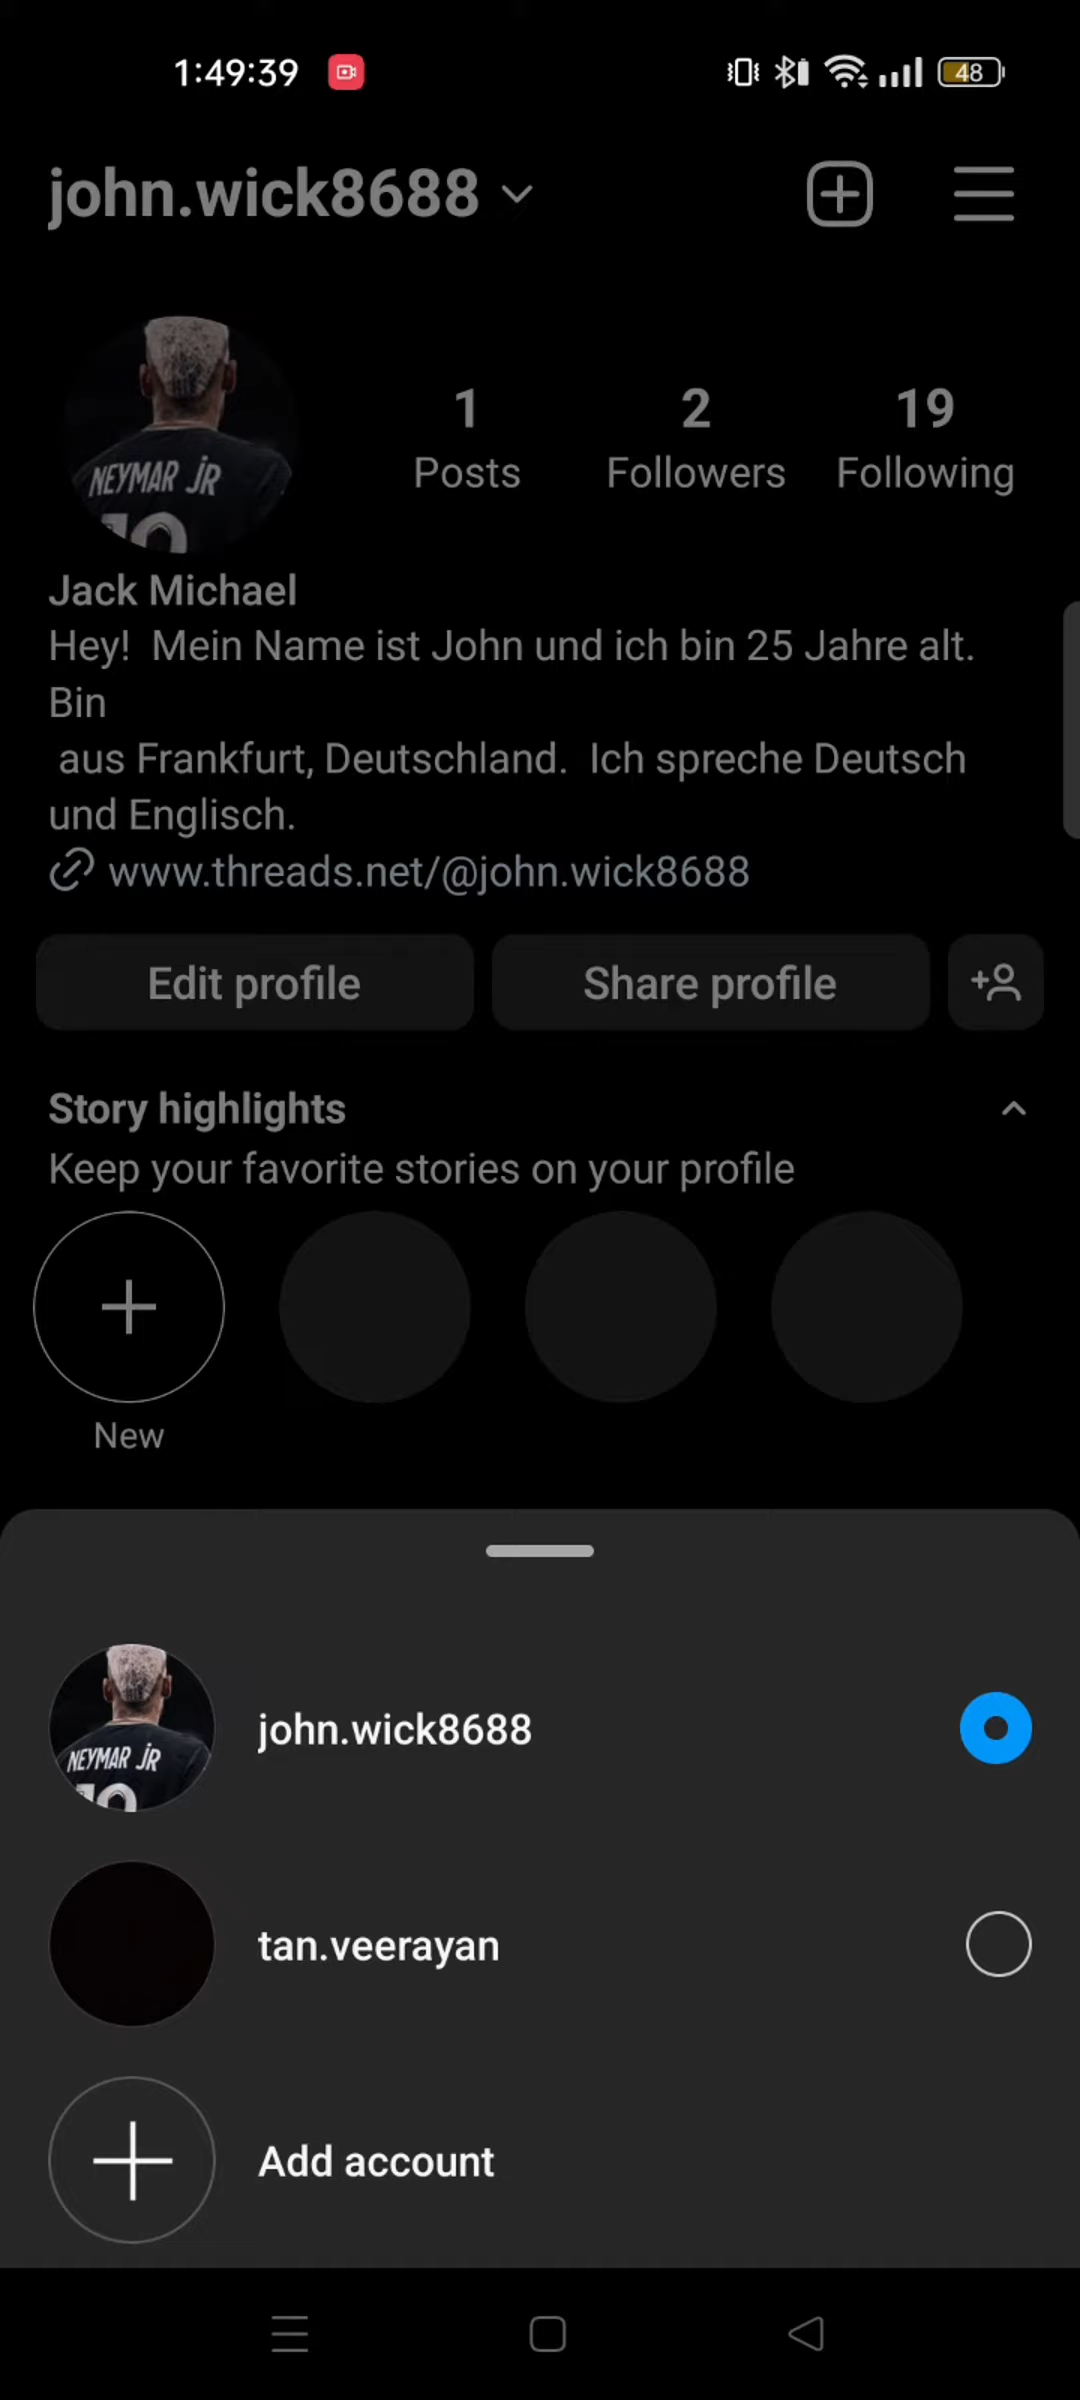 1:49:39
48
john.wick8688
NEYMAR JR
10
1
2
19
Posts
Followers
Following
Jack Michael
Hey!  Mein Name ist John und ich bin 25 Jahre alt.
Bin
aus Frankfurt, Deutschland.  Ich spreche Deutsch
und Englisch.
www.threads.net/@john.wick8688
Edit profile
Share profile
Story highlights
Keep your favorite stories on your profile
New
NEYMAR JR
10
john.wick8688
tan.veerayan
Add account